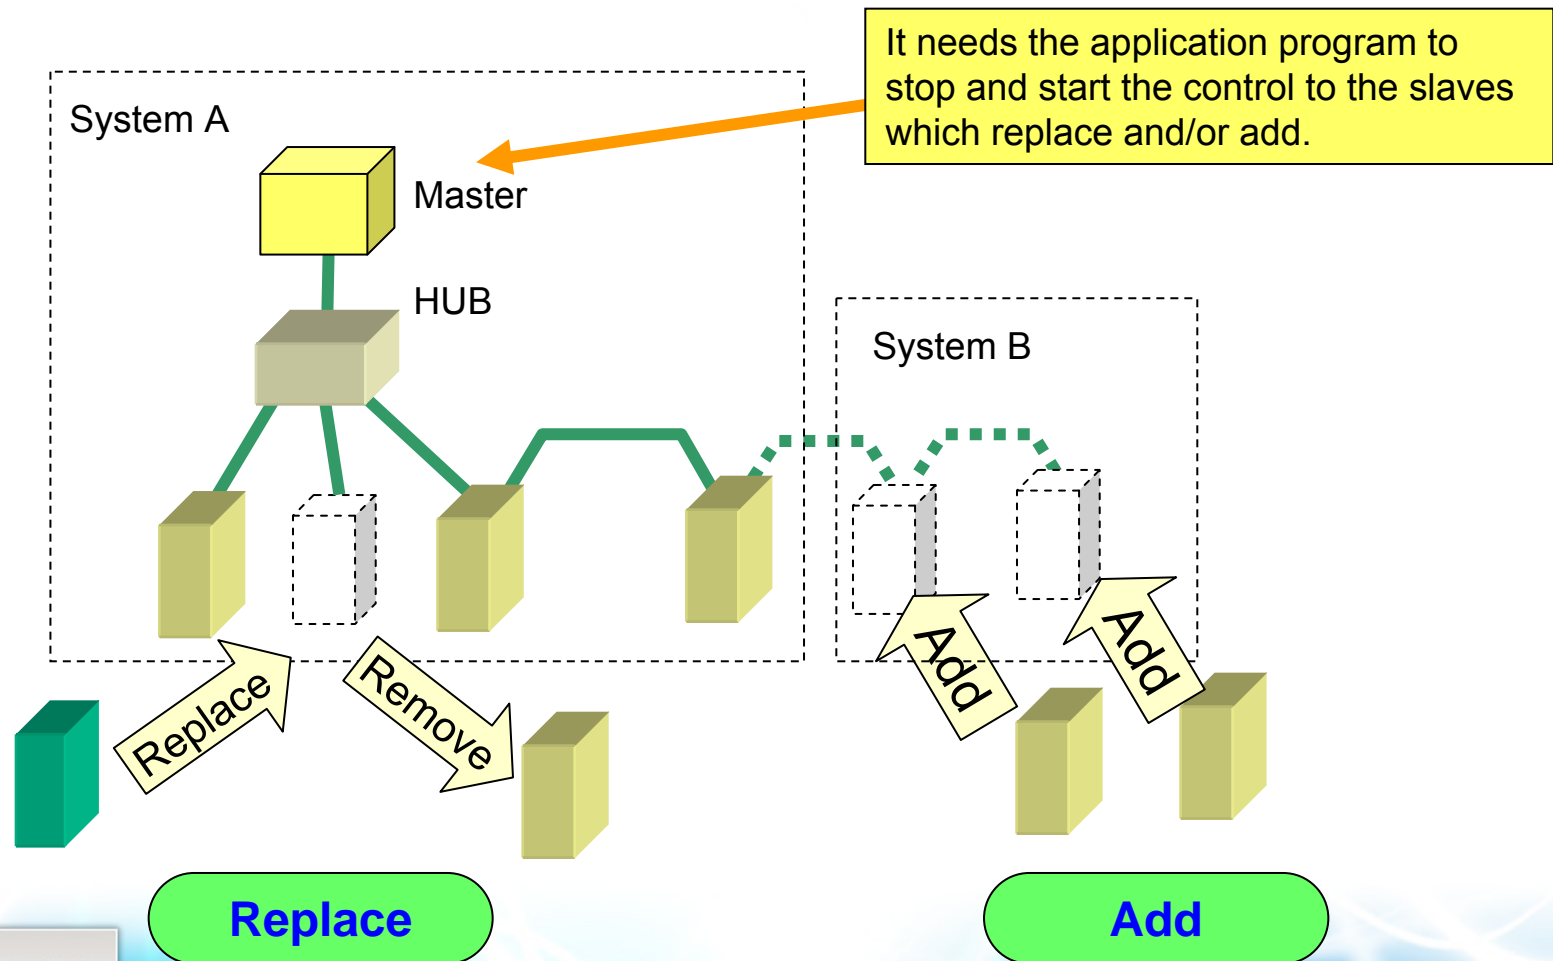 It needs the application program to
stop and start the control to the slaves
which replace and/or add.
System A
Master
HUB
System B
Replace
Remove
Add
Add
Replace
Add